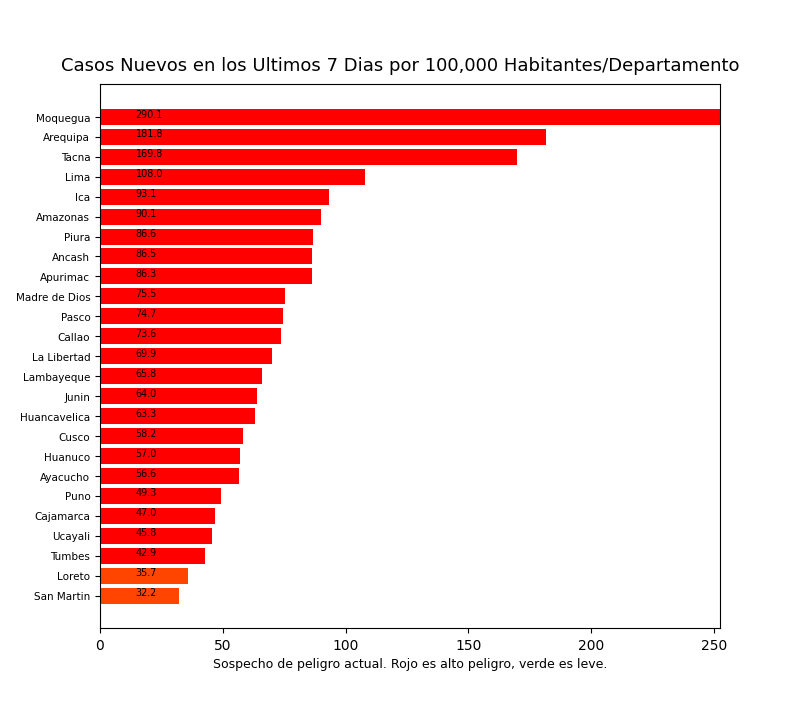 Casos Nuevos en los Ultimos 7 Dias por 100,000 Habitantes/Departamento
Moquegua 290.1
Arequipa 181.8
Tacna 169.8
Lima 108.0
Ica 93.1
Amazonas 90.1
Piura 86.6
Ancash 86.5
Apurimac 86.3
Madre de Dios 75.5
Pasco 74.7
Callao 73.6
La Libertad 69.9
Lambayeque 65.8
Junin 64.0
Huancavelica 63.3
Cusco 58.2
Huanuco 57.0
Ayacucho 56.6
Puno 49.3
Cajamarca 47.0
Ucayali 45.8
Tumbes 42.9
Loreto 35.7
San Martin 32.2
0 50 100 150 200 250
Sospecho de peligro actual. Rojo es alto peligro, verde es leve.